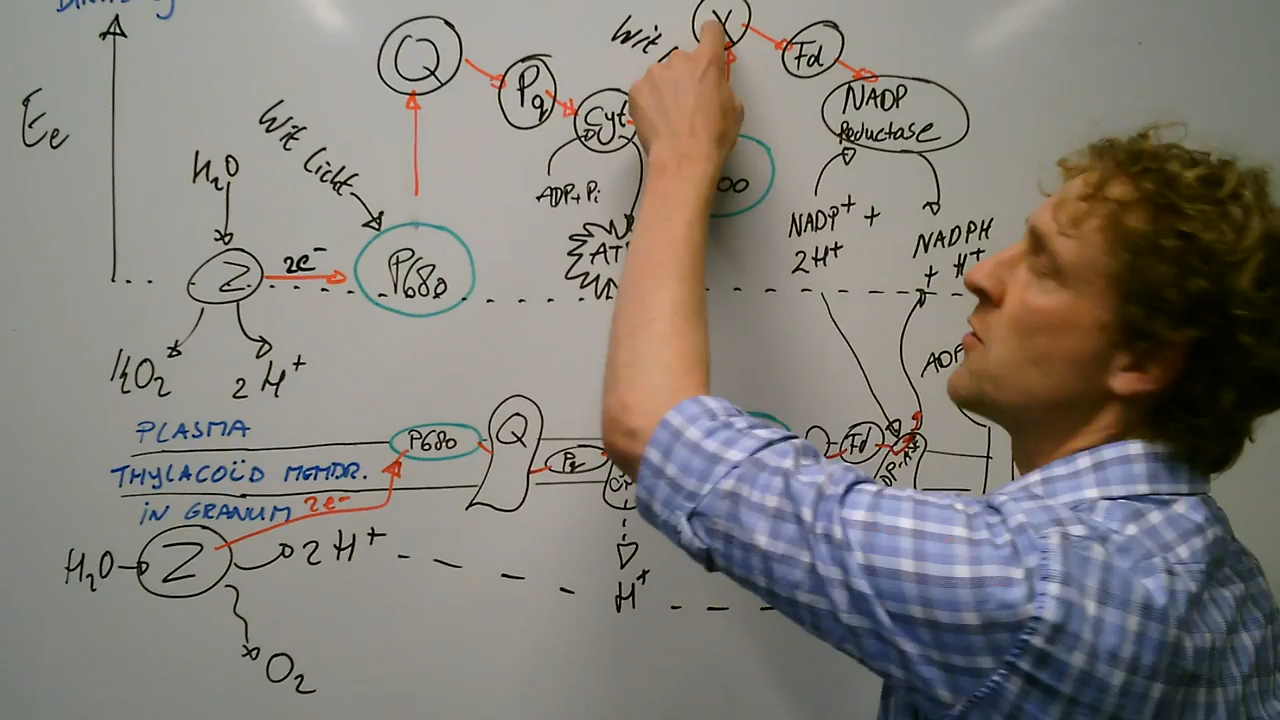 Ee
Q
Pq
Cyt
Y
Fd
NADP
Reductase
Wit
H₂O
Wit licht
ADP+Pi
NADP⁺ +
2H⁺
NADPH
+ H⁺
Z
2e⁻
P680
½O₂
2H⁺
PLASMA
THYLACOÏD MEMBR.
IN GRANUM
2e⁻
P680
Q
Pq
Fd
H₂O
Z
2H⁺
H⁺
O₂